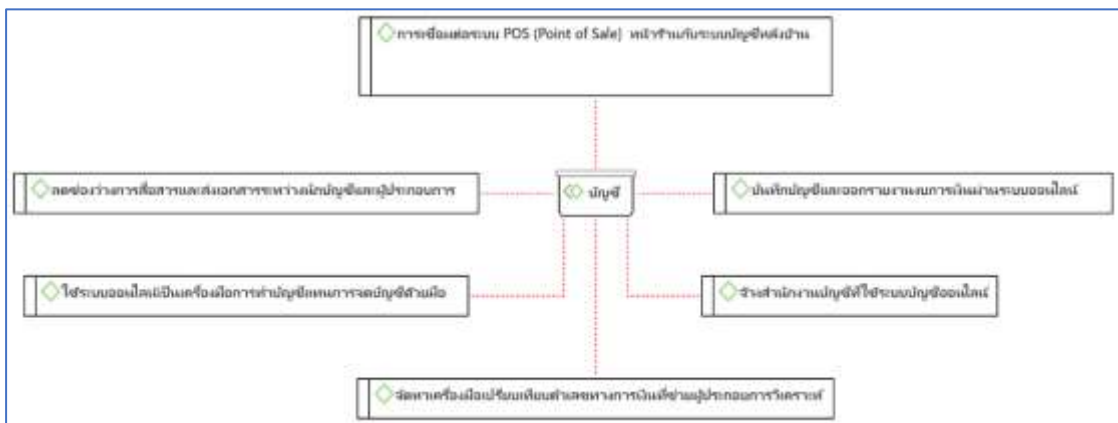 การเชื่อมต่อระบบ POS (Point of Sale) หน้าร้านกับระบบบัญชีหลังบ้าน
ลดช่องว่างการสื่อสารและส่งเอกสารระหว่างนักบัญชีและผู้ประกอบการ
บัญชี
บันทึกบัญชีและออกรายงานงบการเงินผ่านระบบออนไลน์
ใช้ระบบออนไลน์เป็นเครื่องมือการทำบัญชีแทนการจดบัญชีด้วยมือ
จ้างสำนักงานบัญชีที่ใช้ระบบบัญชีออนไลน์
จัดหาเครื่องมือเปรียบเทียบตัวเลขทางการเงินที่ช่วยผู้ประกอบการวิเคราะห์